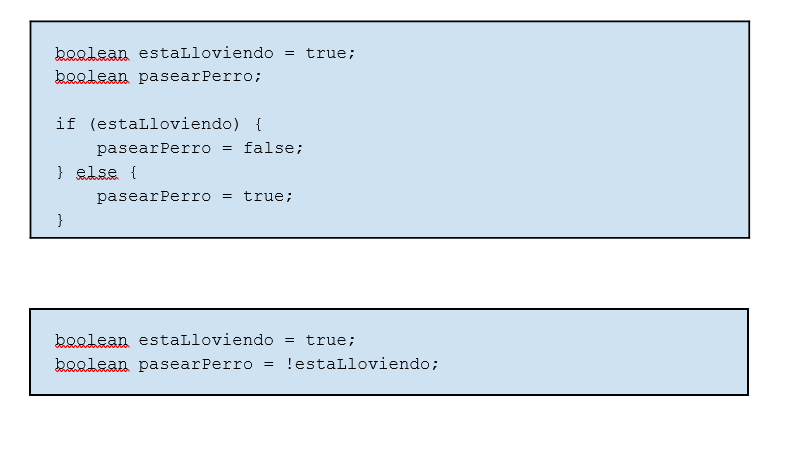 boolean estaLloviendo = true;
boolean pasearPerro;
if (estaLloviendo) {
    pasearPerro = false;
} else {
    pasearPerro = true;
}
boolean estaLloviendo = true;
boolean pasearPerro = !estaLloviendo;